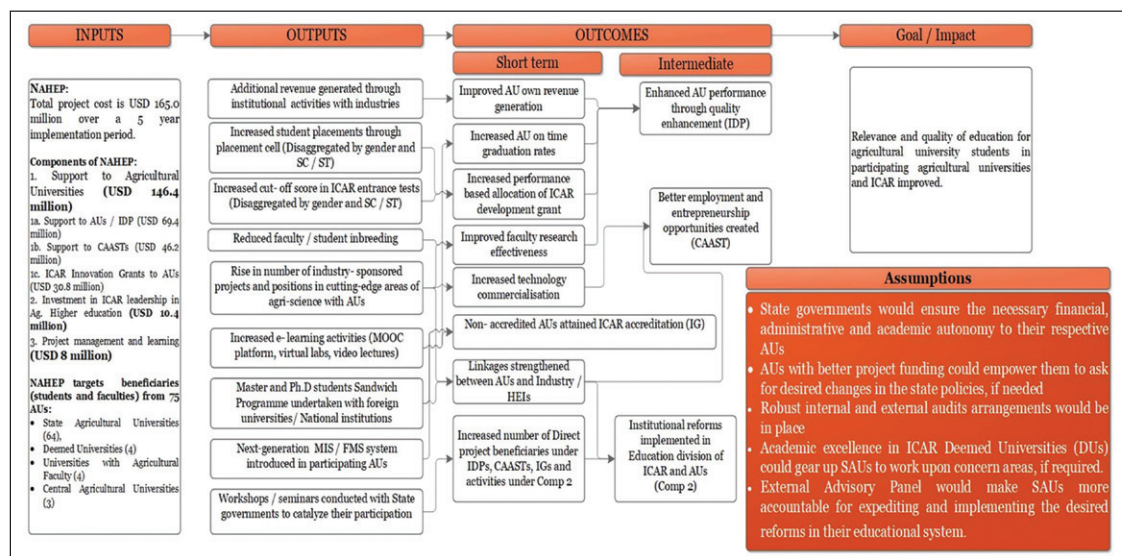 INPUTS
OUTPUTS
OUTCOMES
Goal / Impact
Short term
Intermediate
NAHEP:
Total project cost is USD 165.0
million over a 5 year
implementation period.
Components of NAHEP:
1. Support to Agricultural
Universities (USD 146.4
million)
1a. Support to AUs / IDP (USD 69.4
million)
1b. Support to CAASTs (USD 46.2
million)
1c. ICAR Innovation Grants to AUs
(USD 30.8 million)
2. Investment in ICAR leadership in
Ag. Higher education (USD 10.4
million)
3. Project management and learning
(USD 8 million)
NAHEP targets beneficiaries
(students and faculties) from 75
AUs:
• State Agricultural Universities
(64),
• Deemed Universities (4)
• Universities with Agricultural
Faculty (4)
• Central Agricultural Universities
(3)
Additional revenue generated through
institutional activities with industries
Increased student placements through
placement cell (Disaggregated by gender and
SC / ST)
Increased cut- off score in ICAR entrance tests
(Disaggregated by gender and SC / ST)
Reduced faculty / student inbreeding
Rise in number of industry- sponsored
projects and positions in cutting-edge areas of
agri-science with AUs
Increased e- learning activities (MOOC
platform, virtual labs, video lectures)
Master and Ph.D students Sandwich
Programme undertaken with foreign
universities/ National institutions
Next-generation MIS / FMS system
introduced in participating AUs
Workshops / seminars conducted with State
governments to catalyze their participation
Improved AU own revenue
generation
Increased AU on time
graduation rates
Increased performance
based allocation of ICAR
development grant
Improved faculty research
effectiveness
Increased technology
commercialisation
Non- accredited AUs attained ICAR accreditation (IG)
Linkages strengthened
between AUs and Industry /
HEIs
Increased number of Direct
project beneficiaries under
IDPs, CAASTs, IGs and
activities under Comp 2
Enhanced AU performance
through quality
enhancement (IDP)
Better employment and
entrepreneurship
opportunities created
(CAAST)
Institutional reforms
implemented in
Education division of
ICAR and AUs
(Comp 2)
Relevance and quality of education for
agricultural university students in
participating agricultural universities
and ICAR improved.
Assumptions
• State governments would ensure the necessary financial,
administrative and academic autonomy to their respective
AUs
• AUs with better project funding could empower them to ask
for desired changes in the state policies, if needed
• Robust internal and external audits arrangements would be
in place
• Academic excellence in ICAR Deemed Universities (DUs)
could gear up SAUs to work upon concern areas, if required.
• External Advisory Panel would make SAUs more
accountable for expediting and implementing the desired
reforms in their educational system.